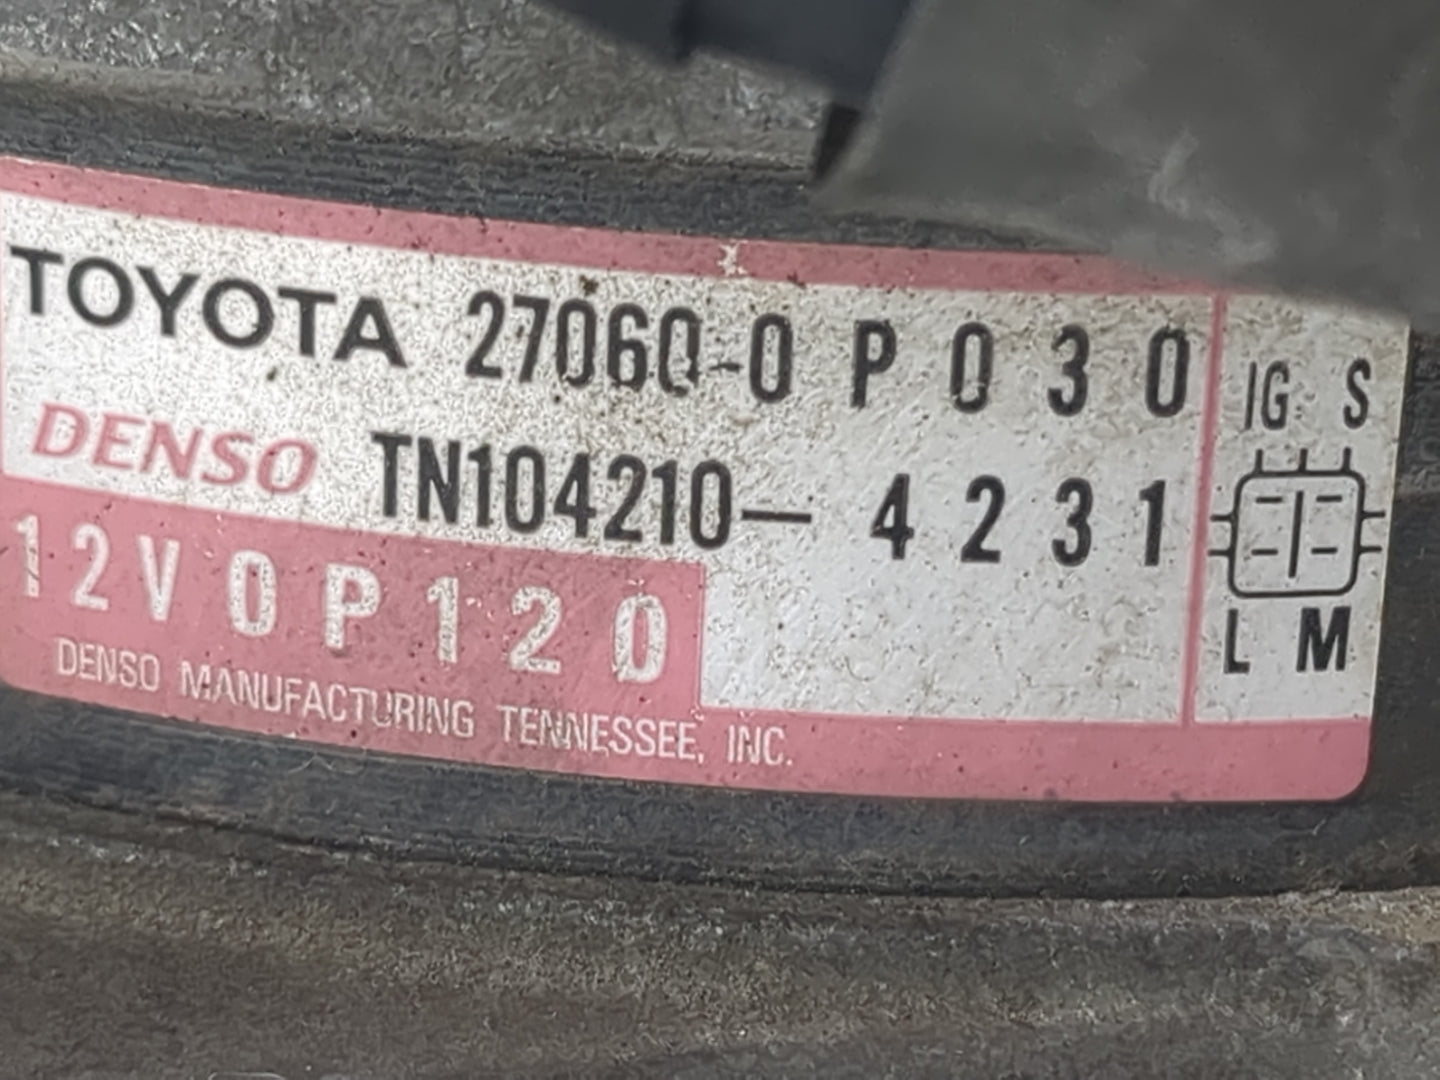 TOYOTA 27060-0P030
DENSO TN104210-4231
12V0P120
DENSO MANUFACTURING TENNESSEE, INC.
IG S
L M